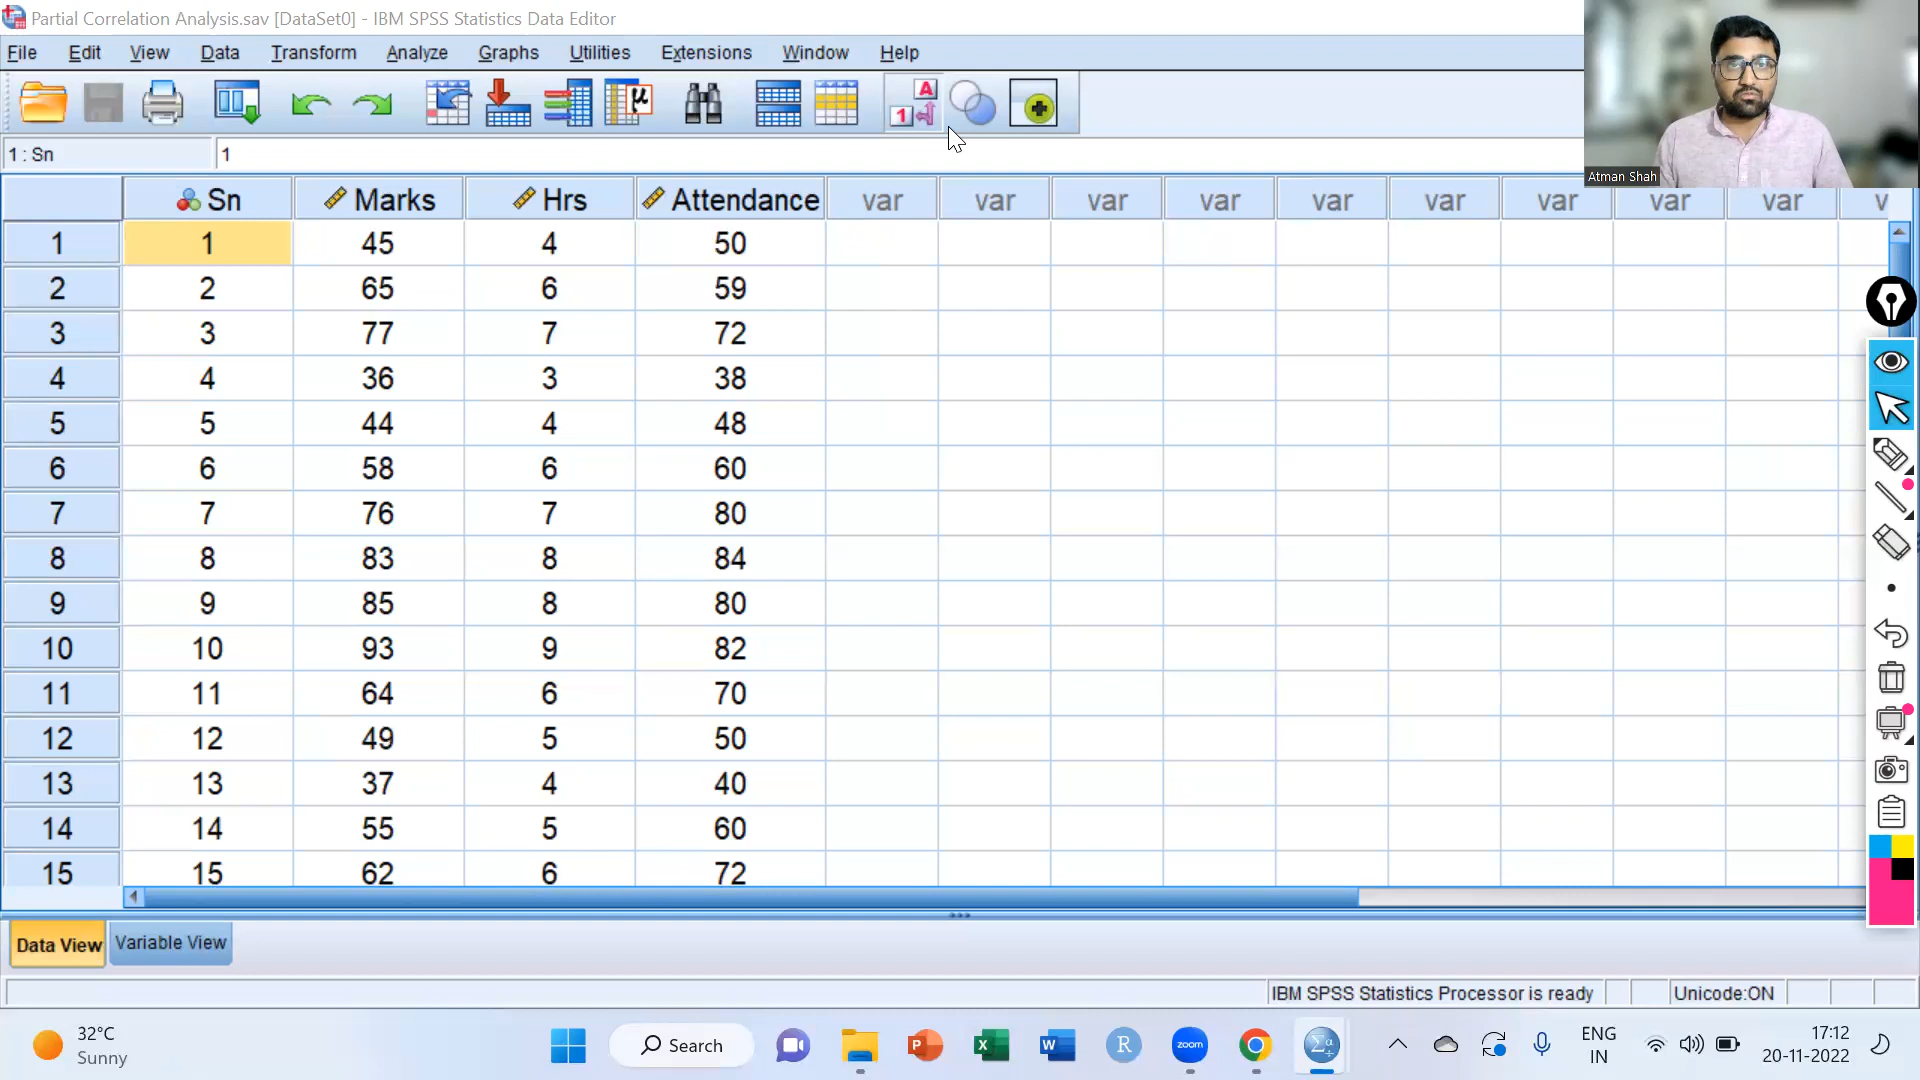 Partial Correlation Analysis.sav [DataSet0] - IBM SPSS Statistics Data Editor
File Edit View Data Transform Analyze Graphs Utilities Extensions Window Help
1 : Sn 1
Atman Shah
Sn Marks Hrs Attendance var var var var var var var var var v
1 1 45 4 50
2 2 65 6 59
3 3 77 7 72
4 4 36 3 38
5 5 44 4 48
6 6 58 6 60
7 7 76 7 80
8 8 83 8 84
9 9 85 8 80
10 10 93 9 82
11 11 64 6 70
12 12 49 5 50
13 13 37 4 40
14 14 55 5 60
15 15 62 6 72
Data View Variable View
IBM SPSS Statistics Processor is ready Unicode:ON
32°C
Sunny
Search
zoom
ENG
IN
17:12
20-11-2022